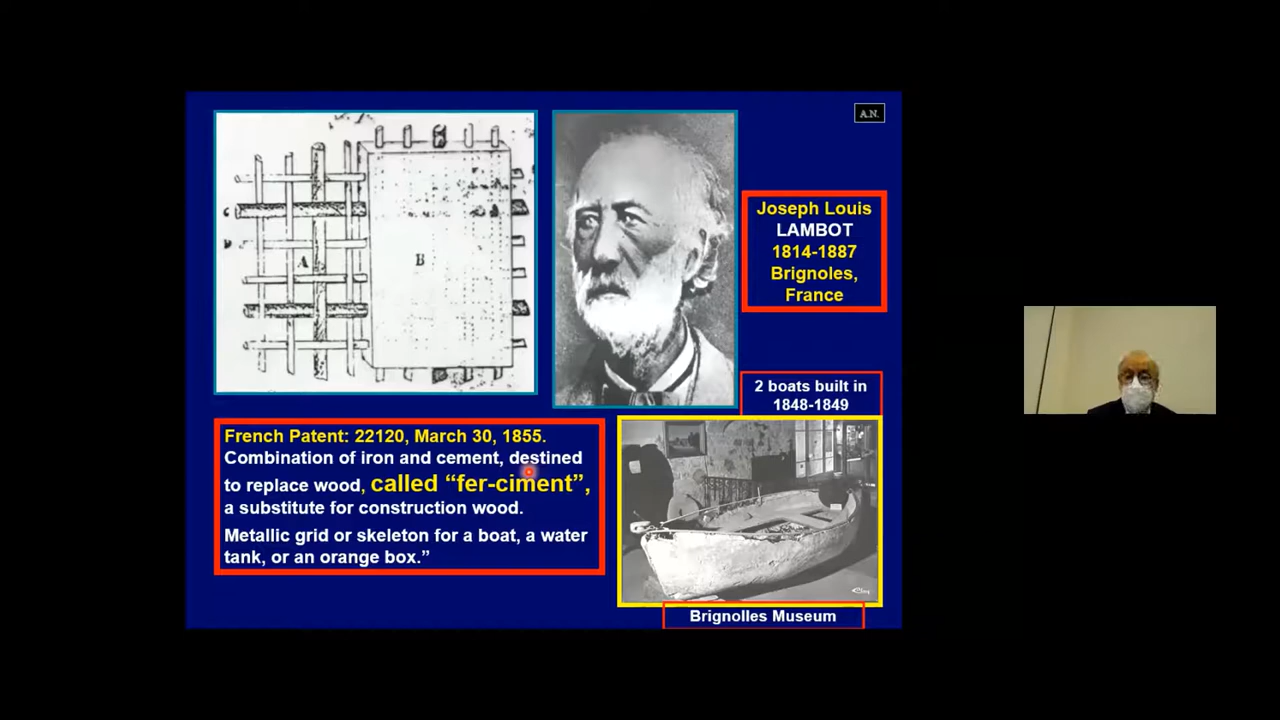 A.N.
C
D
A
B
Joseph Louis
LAMBOT
1814-1887
Brignoles,
France
2 boats built in
1848-1849
French Patent: 22120, March 30, 1855.
Combination of iron and cement, destined
to replace wood, called “fer-ciment”,
a substitute for construction wood.
Metallic grid or skeleton for a boat, a water
tank, or an orange box.”
Brignolles Museum